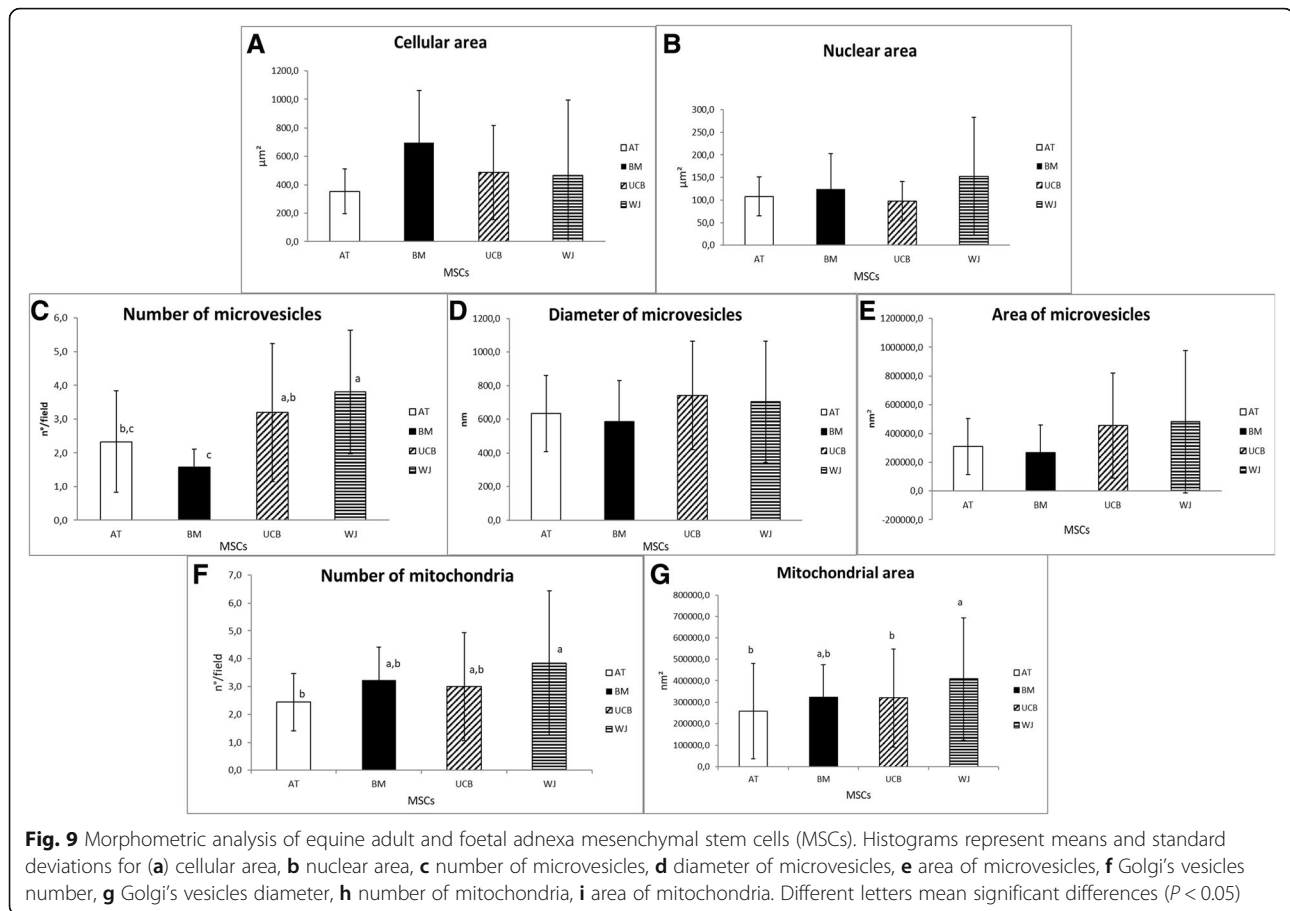 A Cellular area
1200,0
1000,0
800,0
600,0
400,0
200,0
0,0
µm²
AT BM UCB WJ
MSCs
AT
BM
UCB
WJ
B Nuclear area
300,0
250,0
200,0
150,0
100,0
50,0
0,0
µm²
AT BM UCB WJ
MSCs
AT
BM
UCB
WJ
C Number of microvesicles
6,0
5,0
4,0
3,0
2,0
1,0
0,0
n°/field
b,c
c
a,b
a
AT BM UCB WJ
MSCs
AT
BM
UCB
WJ
D Diameter of microvesicles
1200,0
1000,0
800,0
600,0
400,0
200,0
0,0
nm
AT BM UCB WJ
MSCs
AT
BM
UCB
WJ
E Area of microvesicles
1200000,0
1000000,0
800000,0
600000,0
400000,0
200000,0
0,0
-200000,0
nm²
AT BM UCB WJ
MSCs
AT
BM
UCB
WJ
F Number of mitochondria
7,0
6,0
5,0
4,0
3,0
2,0
1,0
0,0
n°/field
b
a,b
a,b
a
AT BM UCB WJ
MSCs
AT
BM
UCB
WJ
G Mitochondrial area
800000,0
700000,0
600000,0
500000,0
400000,0
300000,0
200000,0
100000,0
0,0
nm²
b
a,b
b
a
AT BM UCB WJ
MSCs
AT
BM
UCB
WJ
Fig. 9 Morphometric analysis of equine adult and foetal adnexa mesenchymal stem cells (MSCs). Histograms represent means and standard
deviations for (a) cellular area, b nuclear area, c number of microvesicles, d diameter of microvesicles, e area of microvesicles, f Golgi's vesicles
number, g Golgi's vesicles diameter, h number of mitochondria, i area of mitochondria. Different letters mean significant differences (P < 0.05)